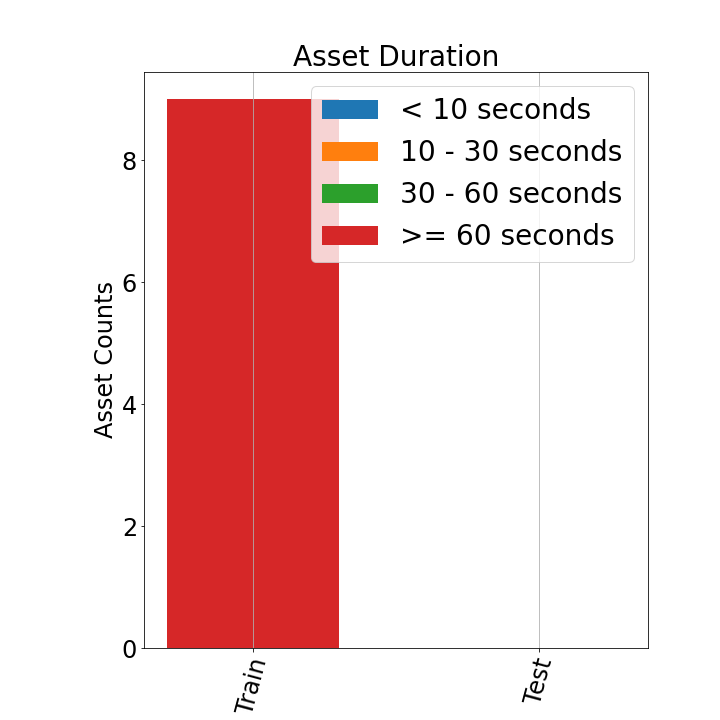 Asset Duration
< 10 seconds
10 - 30 seconds
30 - 60 seconds
>= 60 seconds
Asset Counts
8
6
4
2
0
Train
Test